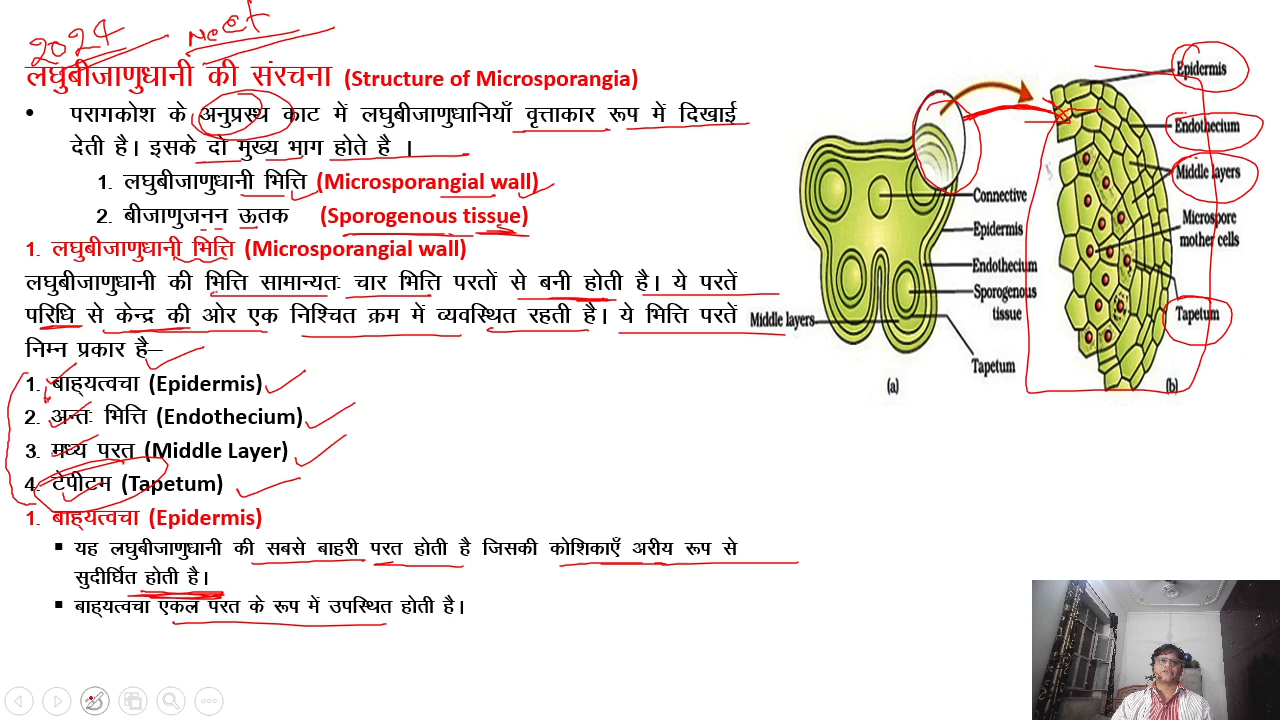 2024 Neet
लघुबीजाणुधानी की संरचना (Structure of Microsporangia)
• परागकोश के अनुप्रस्थ काट में लघुबीजाणुधानियाँ वृत्ताकार रूप में दिखाई
देती है। इसके दो मुख्य भाग होते है ।
1. लघुबीजाणुधानी भित्ति (Microsporangial wall)
2. बीजाणुजनन ऊतक (Sporogenous tissue)
1. लघुबीजाणुधानी भित्ति (Microsporangial wall)
लघुबीजाणुधानी की भित्ति सामान्यतः चार भित्ति परतों से बनी होती है। ये परतें
परिधि से केन्द्र की ओर एक निश्चित क्रम में व्यवस्थित रहती है। ये भित्ति परतें
निम्न प्रकार है–
1. बाह्यत्वचा (Epidermis)
2. अन्तः भित्ति (Endothecium)
3. मध्य परत (Middle Layer)
4. टेपीटम (Tapetum)
1. बाह्यत्वचा (Epidermis)
▪ यह लघुबीजाणुधानी की सबसे बाहरी परत होती है जिसकी कोशिकाएँ अरीय रूप से
सुदीर्घित होती है।
▪ बाह्यत्वचा एकल परत के रूप में उपस्थित होती है।
Connective
Epidermis
Endothecium
Sporogenous
tissue
Middle layers
Tapetum
(a)
Epidermis
Endothecium
Middle layers
Microspore
mother cells
Tapetum
(b)